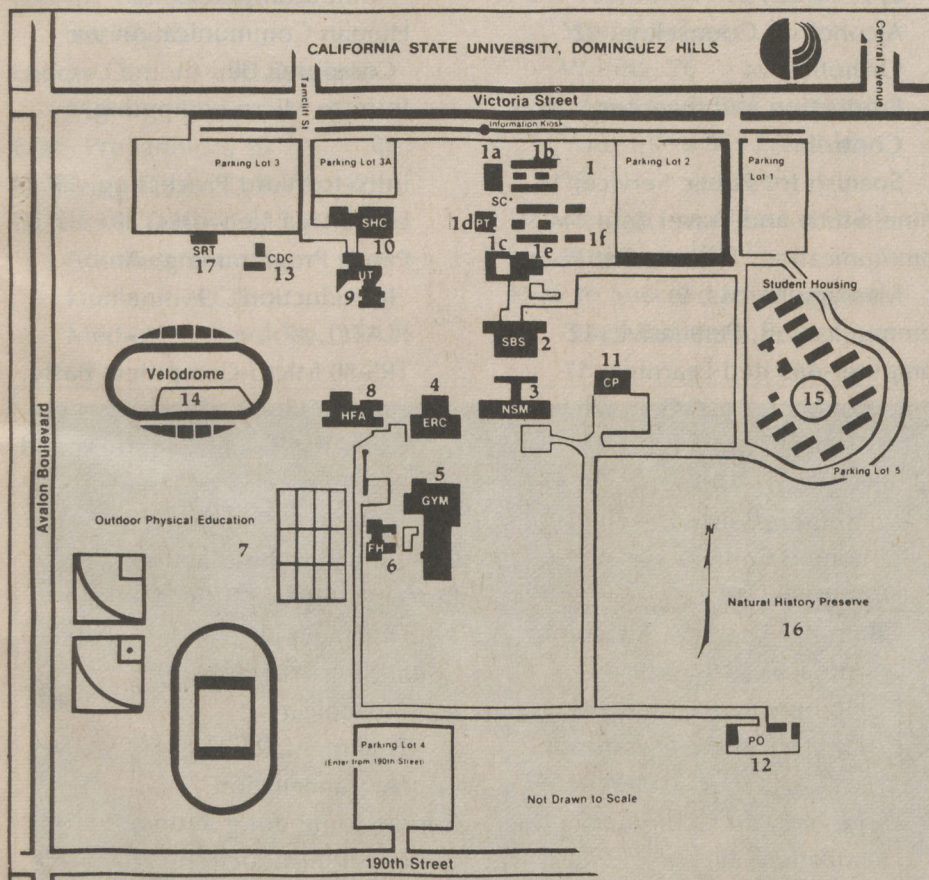 CALIFORNIA STATE UNIVERSITY, DOMINGUEZ HILLS
Central Avenue
Tamcliff St
Victoria Street
Information Kiosk
Parking Lot 3
Parking Lot 3A
1a
1b
1
Parking Lot 2
Parking
Lot 1
SC*
SHC
10
1d
PT
1c
1e
1f
SRT
17
CDC
13
UT
9
Student Housing
SBS
2
Velodrome
14
8
HFA
4
ERC
3
NSM
11
CP
15
Parking Lot 5
Avalon Boulevard
5
GYM
Outdoor Physical Education
7
FH
6
N
Natural History Preserve
16
Parking Lot 4
(Enter from 190th Street)
PO
12
Not Drawn to Scale
190th Street